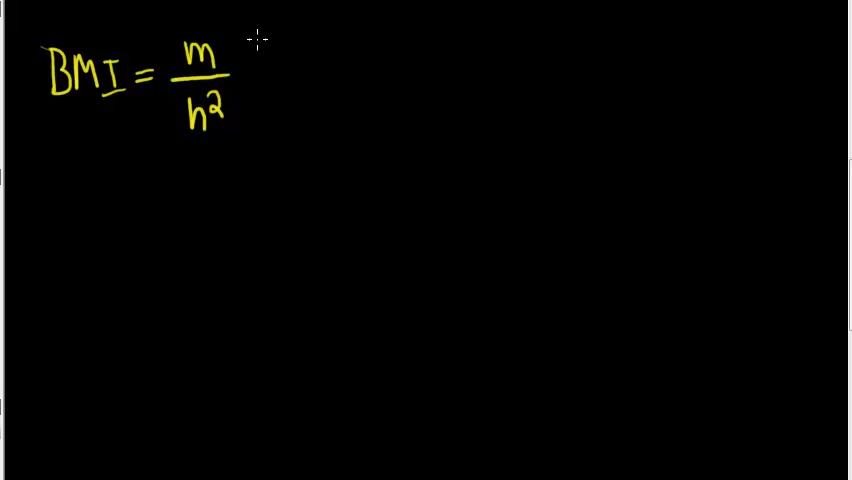 BMI = m/h²